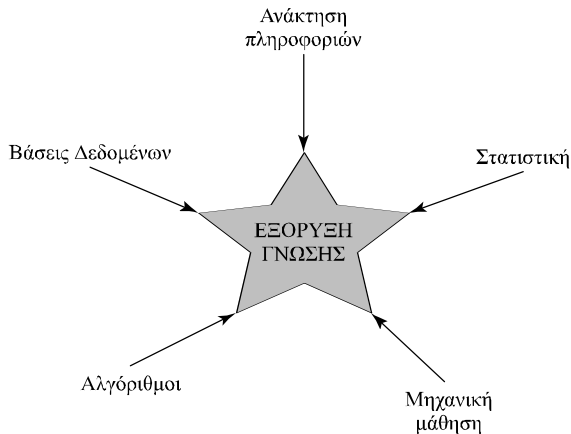 Ανάκτηση
πληροφοριών
Βάσεις Δεδομένων
Στατιστική
ΕΞΟΡΥΞΗ
ΓΝΩΣΗΣ
Αλγόριθμοι
Μηχανική
μάθηση